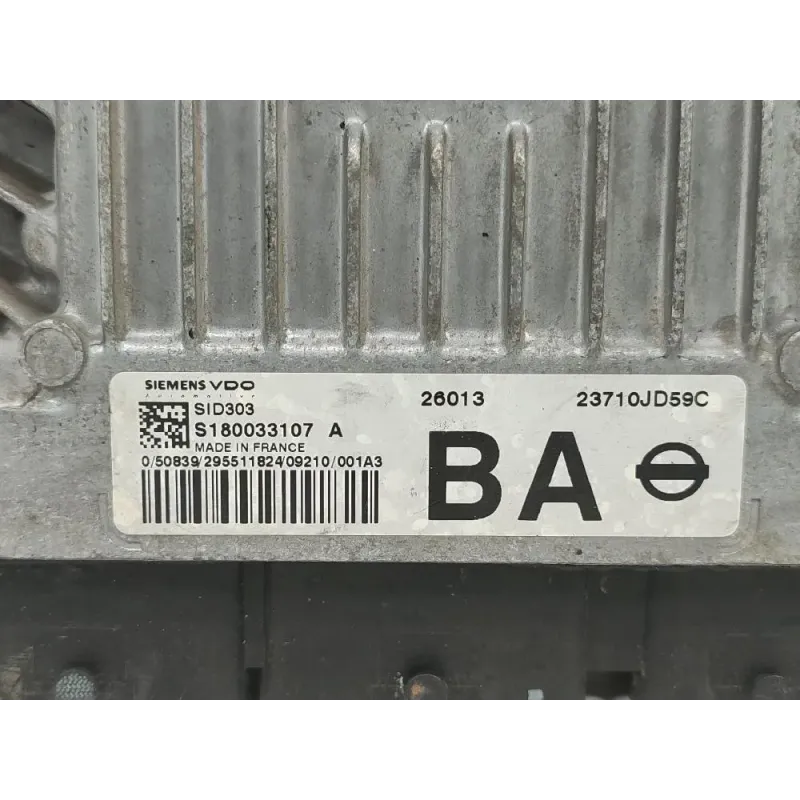 SIEMENS VDO
Automotive
SID303
S180033107 A
MADE IN FRANCE
0/50839/295511824/09210/001A3
26013
23710JD59C
BA